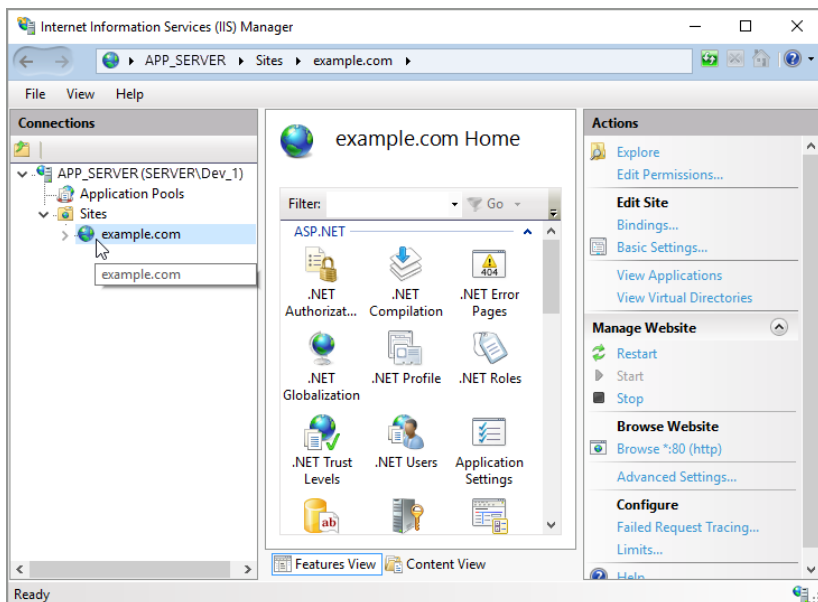 Internet Information Services (IIS) Manager
APP_SERVER Sites example.com
File View Help
Connections
APP_SERVER (SERVER\Dev_1)
Application Pools
Sites
example.com
example.com
example.com Home
Filter:
Go
ASP.NET
.NET
Authorizat...
.NET
Compilation
.NET Error
Pages
404
.NET
Globalization
.NET Profile
.NET Roles
.NET Trust
Levels
.NET Users
Application
Settings
ab
Features View
Content View
Actions
Explore
Edit Permissions...
Edit Site
Bindings...
Basic Settings...
View Applications
View Virtual Directories
Manage Website
Restart
Start
Stop
Browse Website
Browse *:80 (http)
Advanced Settings...
Configure
Failed Request Tracing...
Limits...
Help
Ready